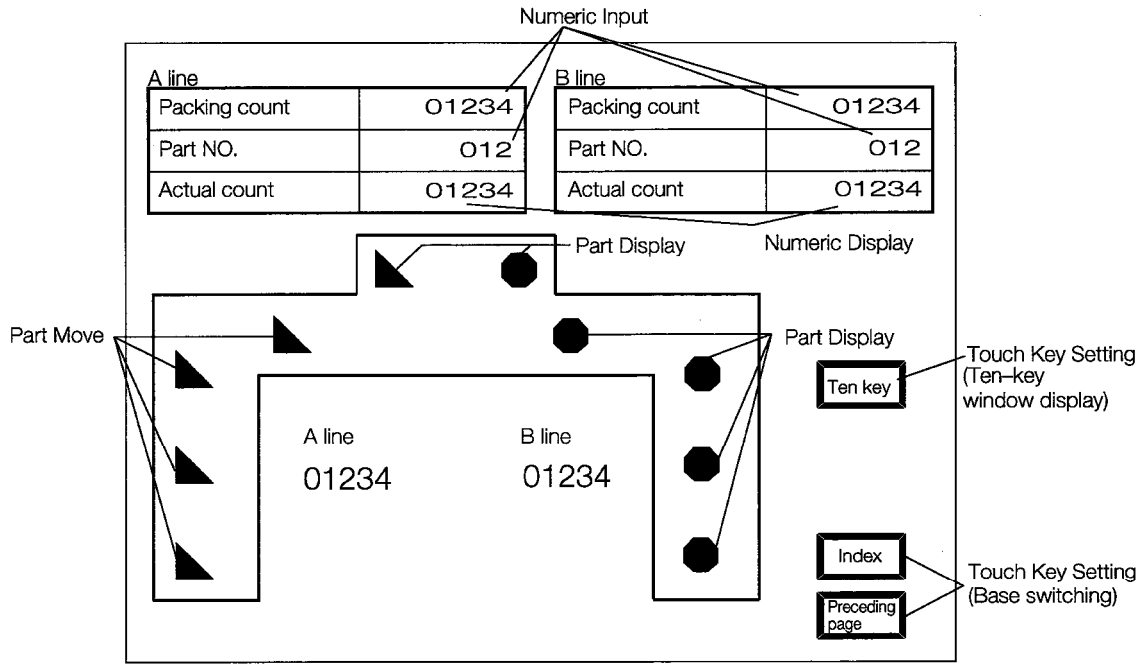 Numeric Input
A line
Packing count 01234
Part NO. 012
Actual count 01234
B line
Packing count 01234
Part NO. 012
Actual count 01234
Numeric Display
Part Display
Part Move
Part Display
Touch Key Setting
(Ten–key
window display)
Ten key
A line
01234
B line
01234
Index
Preceding
page
Touch Key Setting
(Base switching)